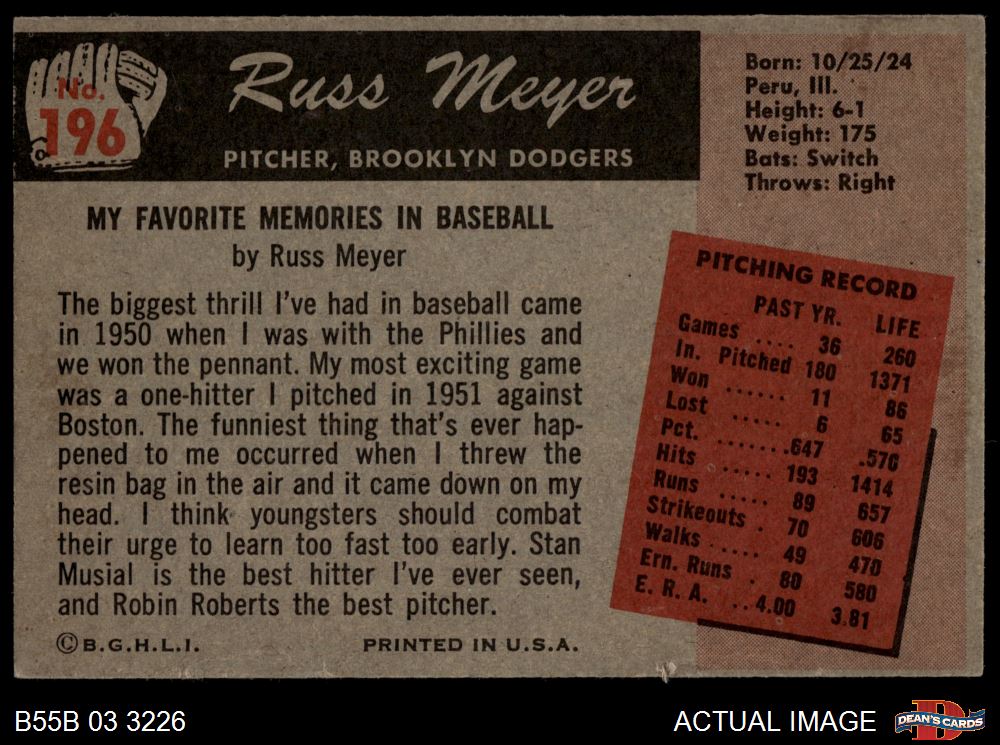 No.
196
Russ Meyer
PITCHER, BROOKLYN DODGERS
Born: 10/25/24
Peru, Ill.
Height: 6-1
Weight: 175
Bats: Switch
Throws: Right
MY FAVORITE MEMORIES IN BASEBALL
by Russ Meyer
The biggest thrill I've had in baseball came
in 1950 when I was with the Phillies and
we won the pennant. My most exciting game
was a one-hitter I pitched in 1951 against
Boston. The funniest thing that's ever hap-
pened to me occurred when I threw the
resin bag in the air and it came down on my
head. I think youngsters should combat
their urge to learn too fast too early. Stan
Musial is the best hitter I've ever seen,
and Robin Roberts the best pitcher.
©B.G.H.L.I. PRINTED IN U.S.A.
PITCHING RECORD
PAST YR. LIFE
Games .... 36 260
In. Pitched 180 1371
Won ...... 11 86
Lost ..... 6 65
Pct. .......647 .570
Hits ..... 193 1414
Runs ..... 89 657
Strikeouts . 70 606
Walks ..... 49 470
Ern. Runs . 80 580
E. R. A. ..4.00 3.81
B55B 03 3226
ACTUAL IMAGE
DEAN'S CARDS